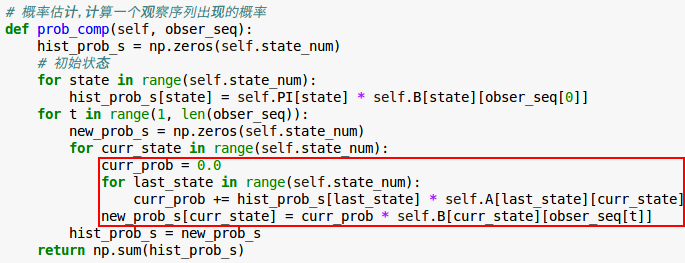 # 概率估计,计算一个观察序列出现的概率
def prob_comp(self, obser_seq):
    hist_prob_s = np.zeros(self.state_num)
    # 初始状态
    for state in range(self.state_num):
        hist_prob_s[state] = self.PI[state] * self.B[state][obser_seq[0]]
    for t in range(1, len(obser_seq)):
        new_prob_s = np.zeros(self.state_num)
        for curr_state in range(self.state_num):
            curr_prob = 0.0
            for last_state in range(self.state_num):
                curr_prob += hist_prob_s[last_state] * self.A[last_state][curr_state]
            new_prob_s[curr_state] = curr_prob * self.B[curr_state][obser_seq[t]]
        hist_prob_s = new_prob_s
    return np.sum(hist_prob_s)